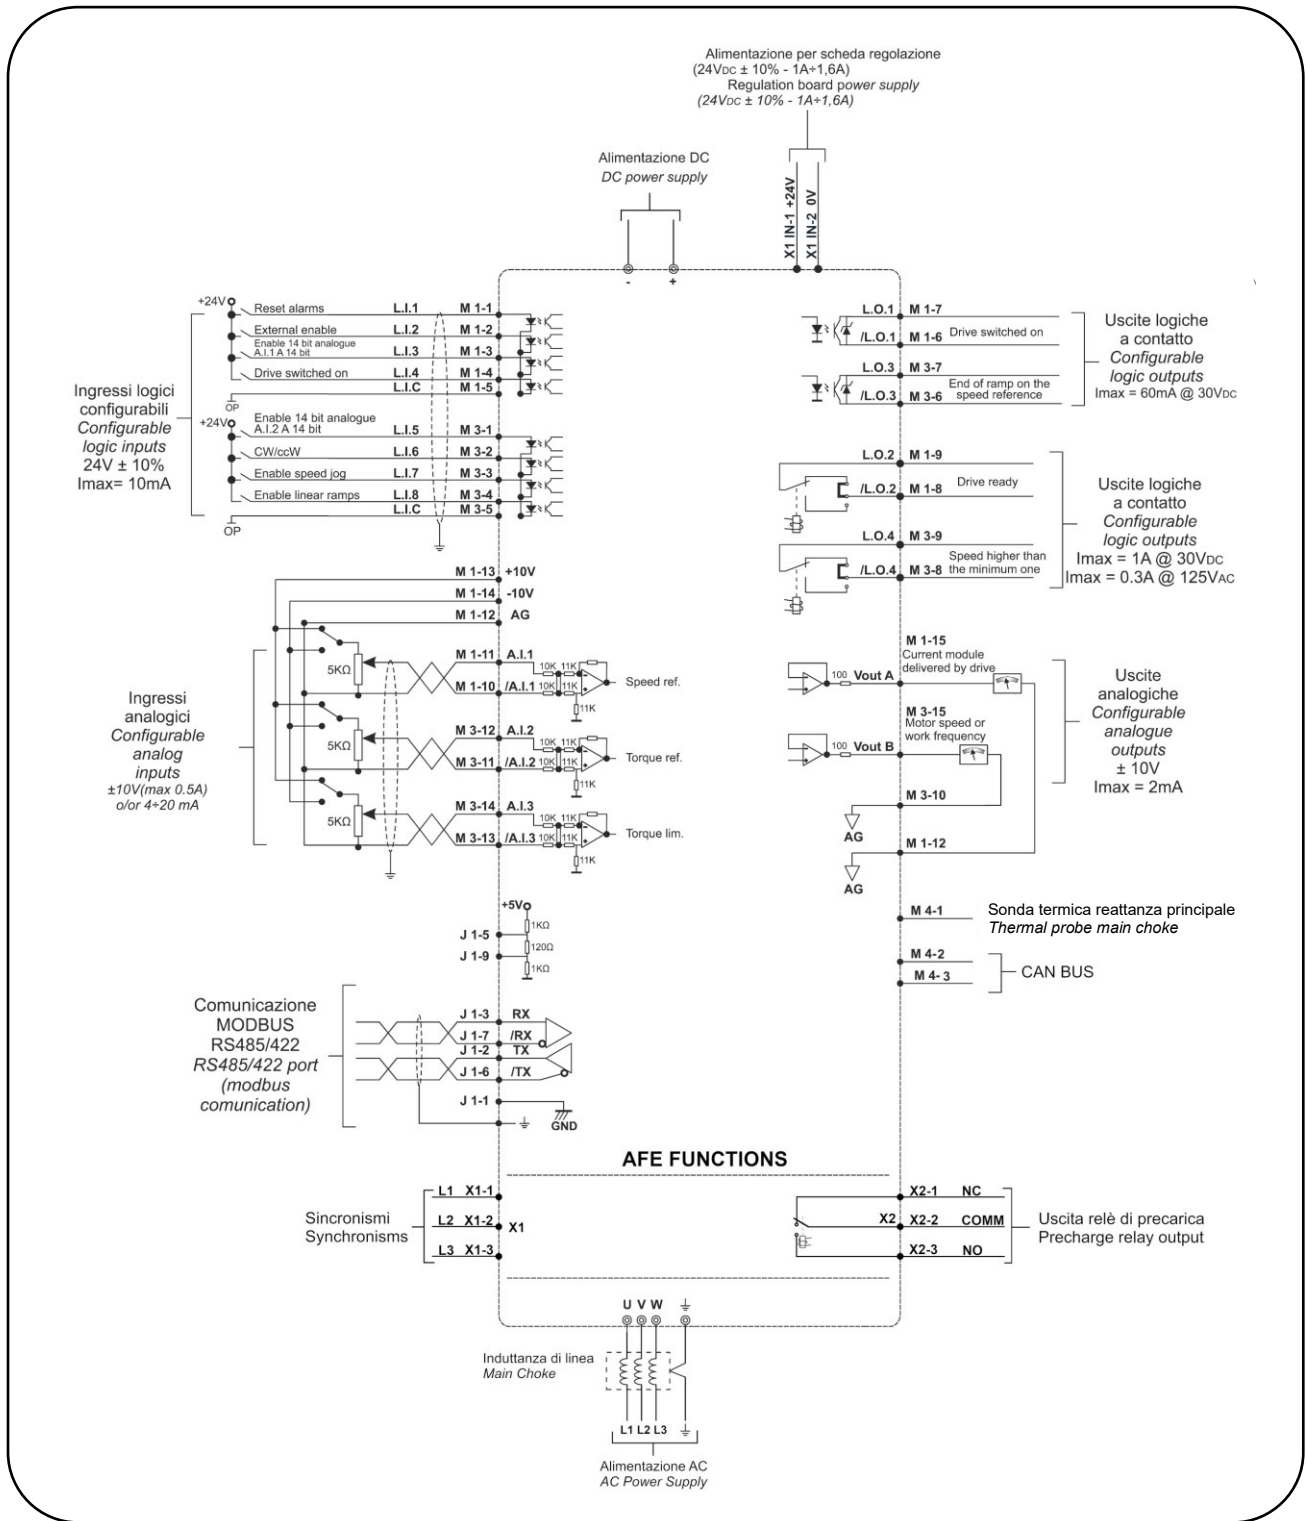 Alimentazione per scheda regolazione
(24VDC ± 10% - 1A÷1,6A)
Regulation board power supply
(24VDC ± 10% - 1A÷1,6A)
Alimentazione DC
DC power supply
X1 IN-1 +24V
X1 IN-2 0V
- +
Ingressi logici
configurabili
Configurable
logic inputs
24V ± 10%
Imax= 10mA
+24V
Reset alarms L.I.1 M 1-1
External enable L.I.2 M 1-2
Enable 14 bit analogue
A.I.1 A 14 bit L.I.3 M 1-3
Drive switched on L.I.4 M 1-4
L.I.C M 1-5
OP
+24V
Enable 14 bit analogue
A.I.2 A 14 bit L.I.5 M 3-1
CW/ccW L.I.6 M 3-2
Enable speed jog L.I.7 M 3-3
Enable linear ramps L.I.8 M 3-4
L.I.C M 3-5
OP
L.O.1 M 1-7
/L.O.1 M 1-6 Drive switched on
L.O.3 M 3-7
/L.O.3 M 3-6 End of ramp on the
speed reference
Uscite logiche
a contatto
Configurable
logic outputs
Imax = 60mA @ 30VDC
L.O.2 M 1-9
/L.O.2 M 1-8 Drive ready
L.O.4 M 3-9
/L.O.4 M 3-8 Speed higher than
the minimum one
Uscite logiche
a contatto
Configurable
logic outputs
Imax = 1A @ 30VDC
Imax = 0.3A @ 125VAC
Ingressi
analogici
Configurable
analog
inputs
±10V(max 0.5A)
o/or 4÷20 mA
M 1-13 +10V
M 1-14 -10V
M 1-12 AG
5KΩ
M 1-11 A.I.1 10K 11K
M 1-10 /A.I.1 10K 11K
11K
Speed ref.
5KΩ
M 3-12 A.I.2 10K 11K
M 3-11 /A.I.2 10K 11K
11K
Torque ref.
5KΩ
M 3-14 A.I.3 10K 11K
M 3-13 /A.I.3 10K 11K
11K
Torque lim.
M 1-15
Current module
delivered by drive
100 Vout A
M 3-15
Motor speed or
work frequency
100 Vout B
M 3-10
AG
M 1-12
AG
Uscite
analogiche
Configurable
analogue
outputs
± 10V
Imax = 2mA
+5V
1KΩ
J 1-5
120Ω
J 1-9
1KΩ
M 4-1 Sonda termica reattanza principale
Thermal probe main choke
M 4-2
M 4-3
CAN BUS
Comunicazione
MODBUS
RS485/422
RS485/422 port
(modbus
comunication)
J 1-3 RX
J 1-7 /RX
J 1-2 TX
J 1-6 /TX
J 1-1
GND
AFE FUNCTIONS
Sincronismi
Synchronisms
L1 X1-1
L2 X1-2 X1
L3 X1-3
X2-1 NC
X2 X2-2 COMM
X2-3 NO
Uscita relè di precarica
Precharge relay output
U V W
Induttanza di linea
Main Choke
L1 L2 L3
Alimentazione AC
AC Power Supply